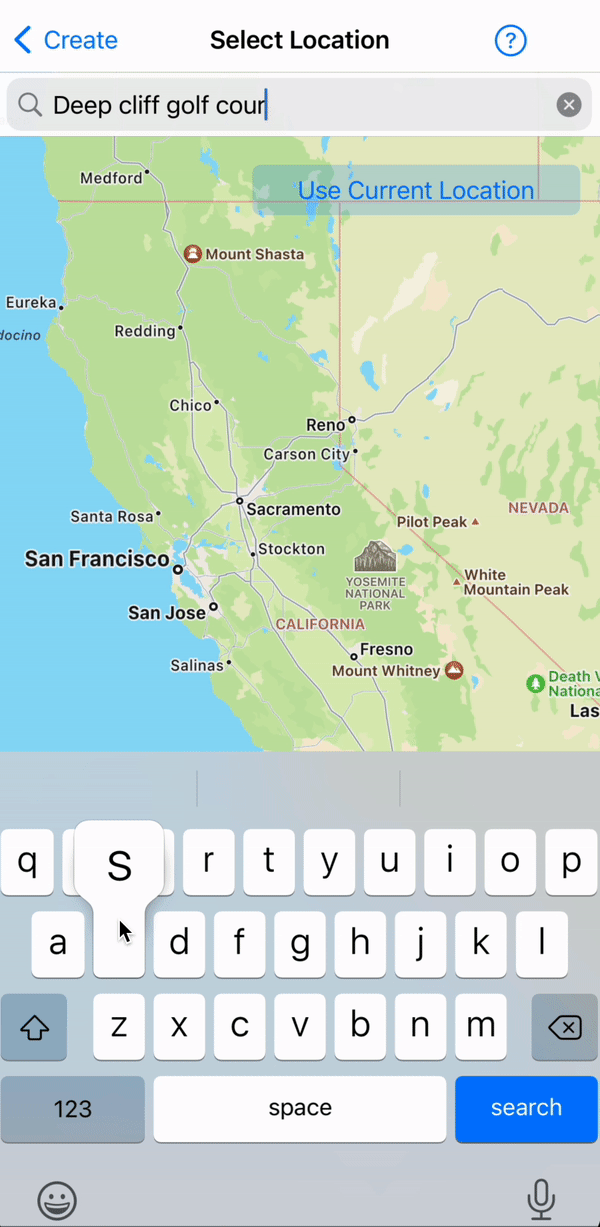 Create
Select Location
?
Deep cliff golf cour
Use Current Location
Medford
Mount Shasta
Eureka
docino
Redding
Chico
Reno
Carson City
Sacramento
NEVADA
Santa Rosa
Pilot Peak
San Francisco
Stockton
YOSEMITE
NATIONAL
PARK
White
Mountain Peak
San Jose
CALIFORNIA
Fresno
Salinas
Mount Whitney
Death V
Nationa
Las
q
s
r
t
y
u
i
o
p
a
d
f
g
h
j
k
l
z
x
c
v
b
n
m
123
space
search